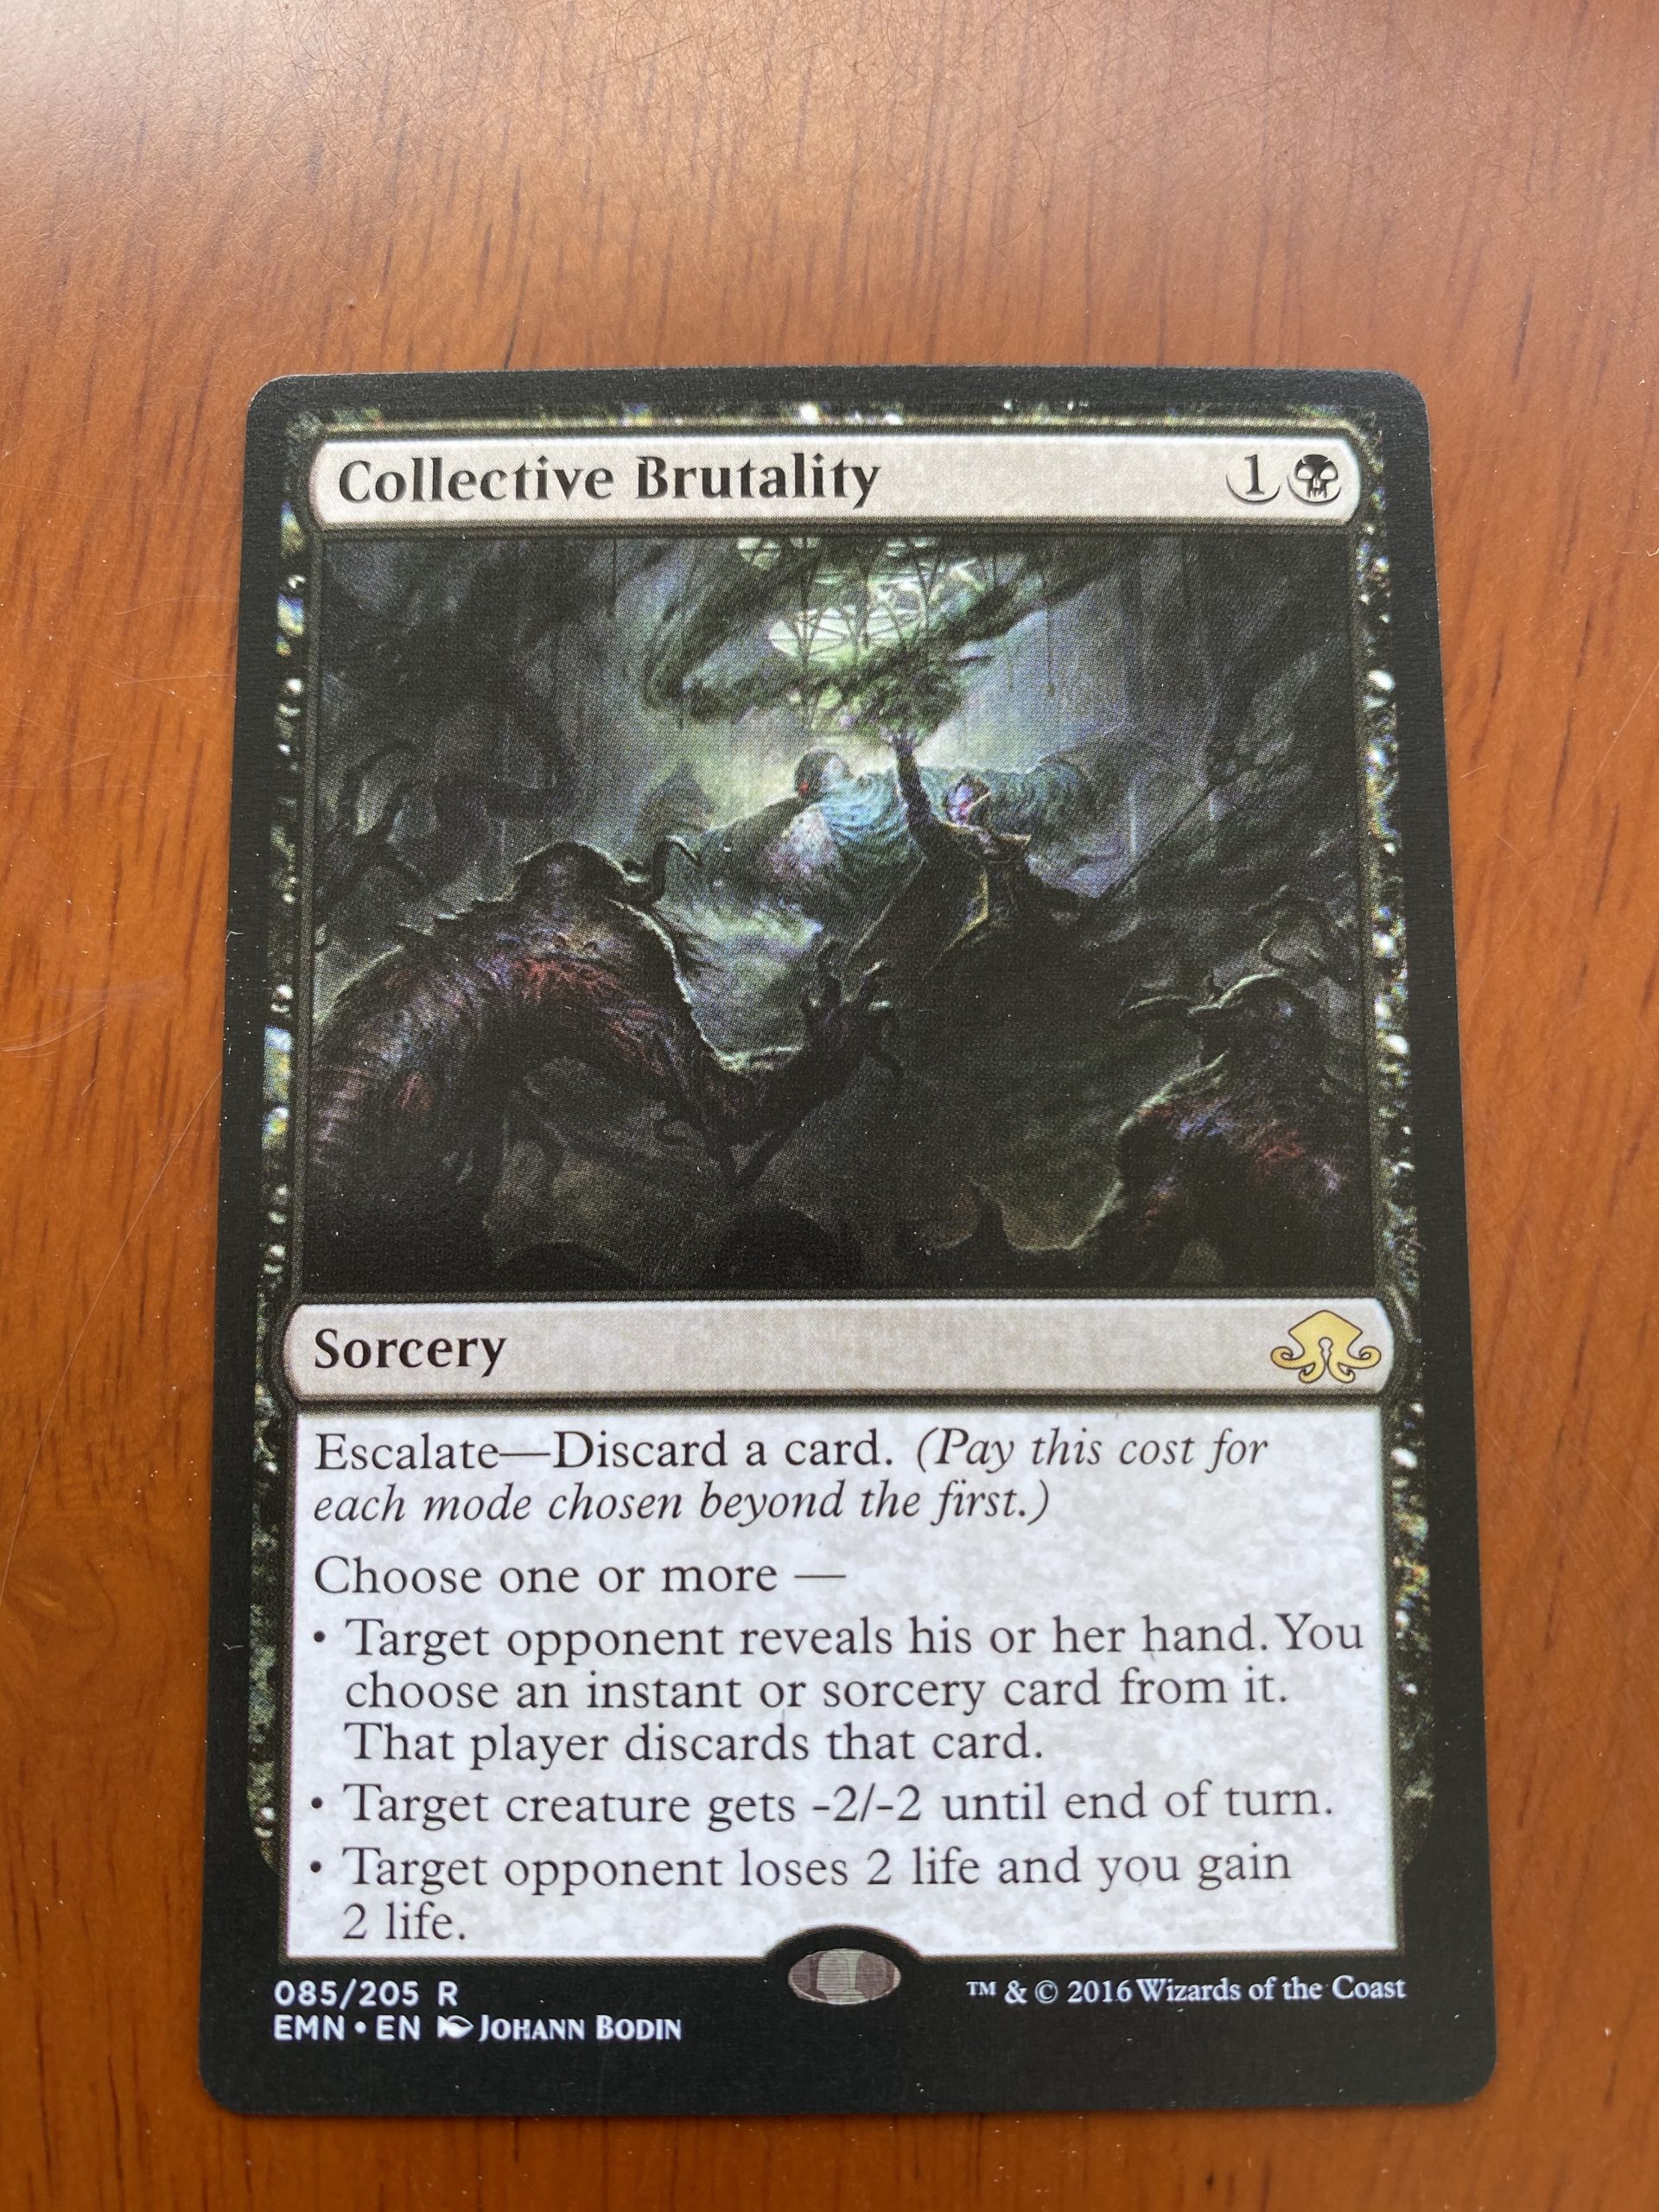 Collective Brutality 1
Sorcery
Escalate—Discard a card. (Pay this cost for
each mode chosen beyond the first.)
Choose one or more —
• Target opponent reveals his or her hand. You
choose an instant or sorcery card from it.
That player discards that card.
• Target creature gets -2/-2 until end of turn.
• Target opponent loses 2 life and you gain
2 life.
085/205 R
EMN • EN JOHANN BODIN
™ & © 2016 Wizards of the Coast